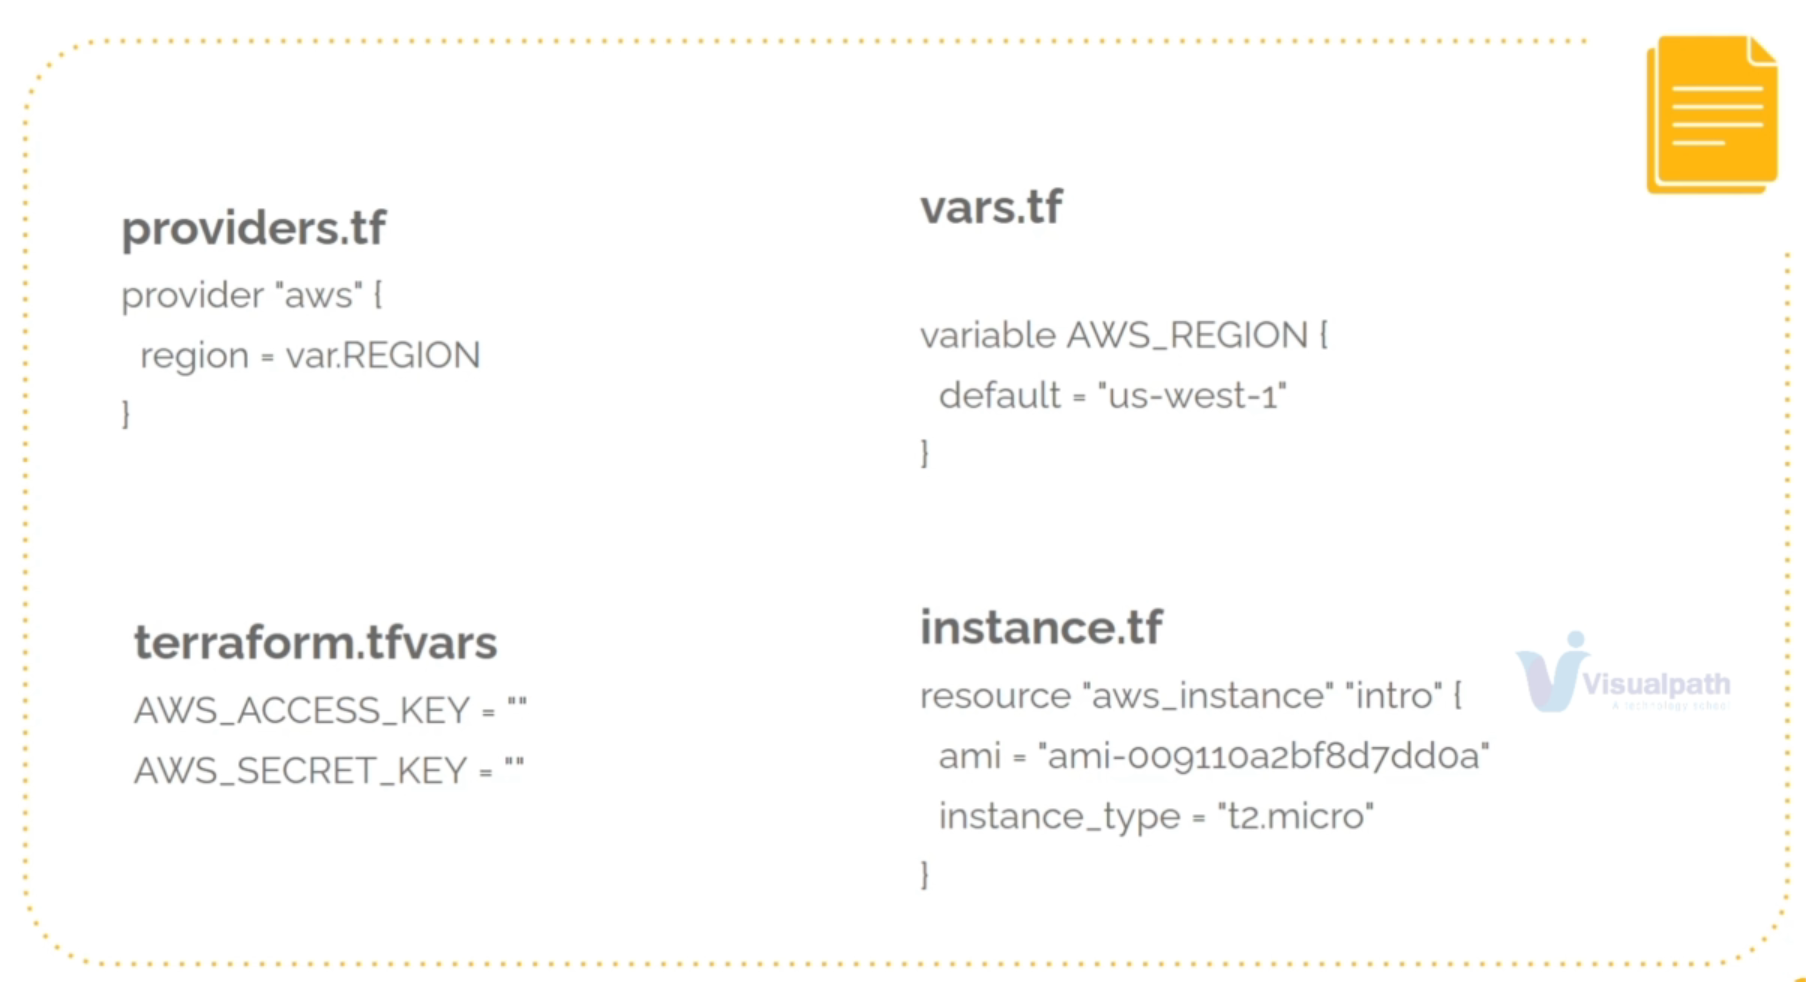 providers.tf
provider "aws" {
region = var.REGION
}
vars.tf
variable AWS_REGION {
default = "us-west-1"
}
terraform.tfvars
AWS_ACCESS_KEY = ""
AWS_SECRET_KEY = ""
instance.tf
resource "aws_instance" "intro" {
ami = "ami-009110a2bf8d7dd0a"
instance_type = "t2.micro"
}
Visualpath
A technology school